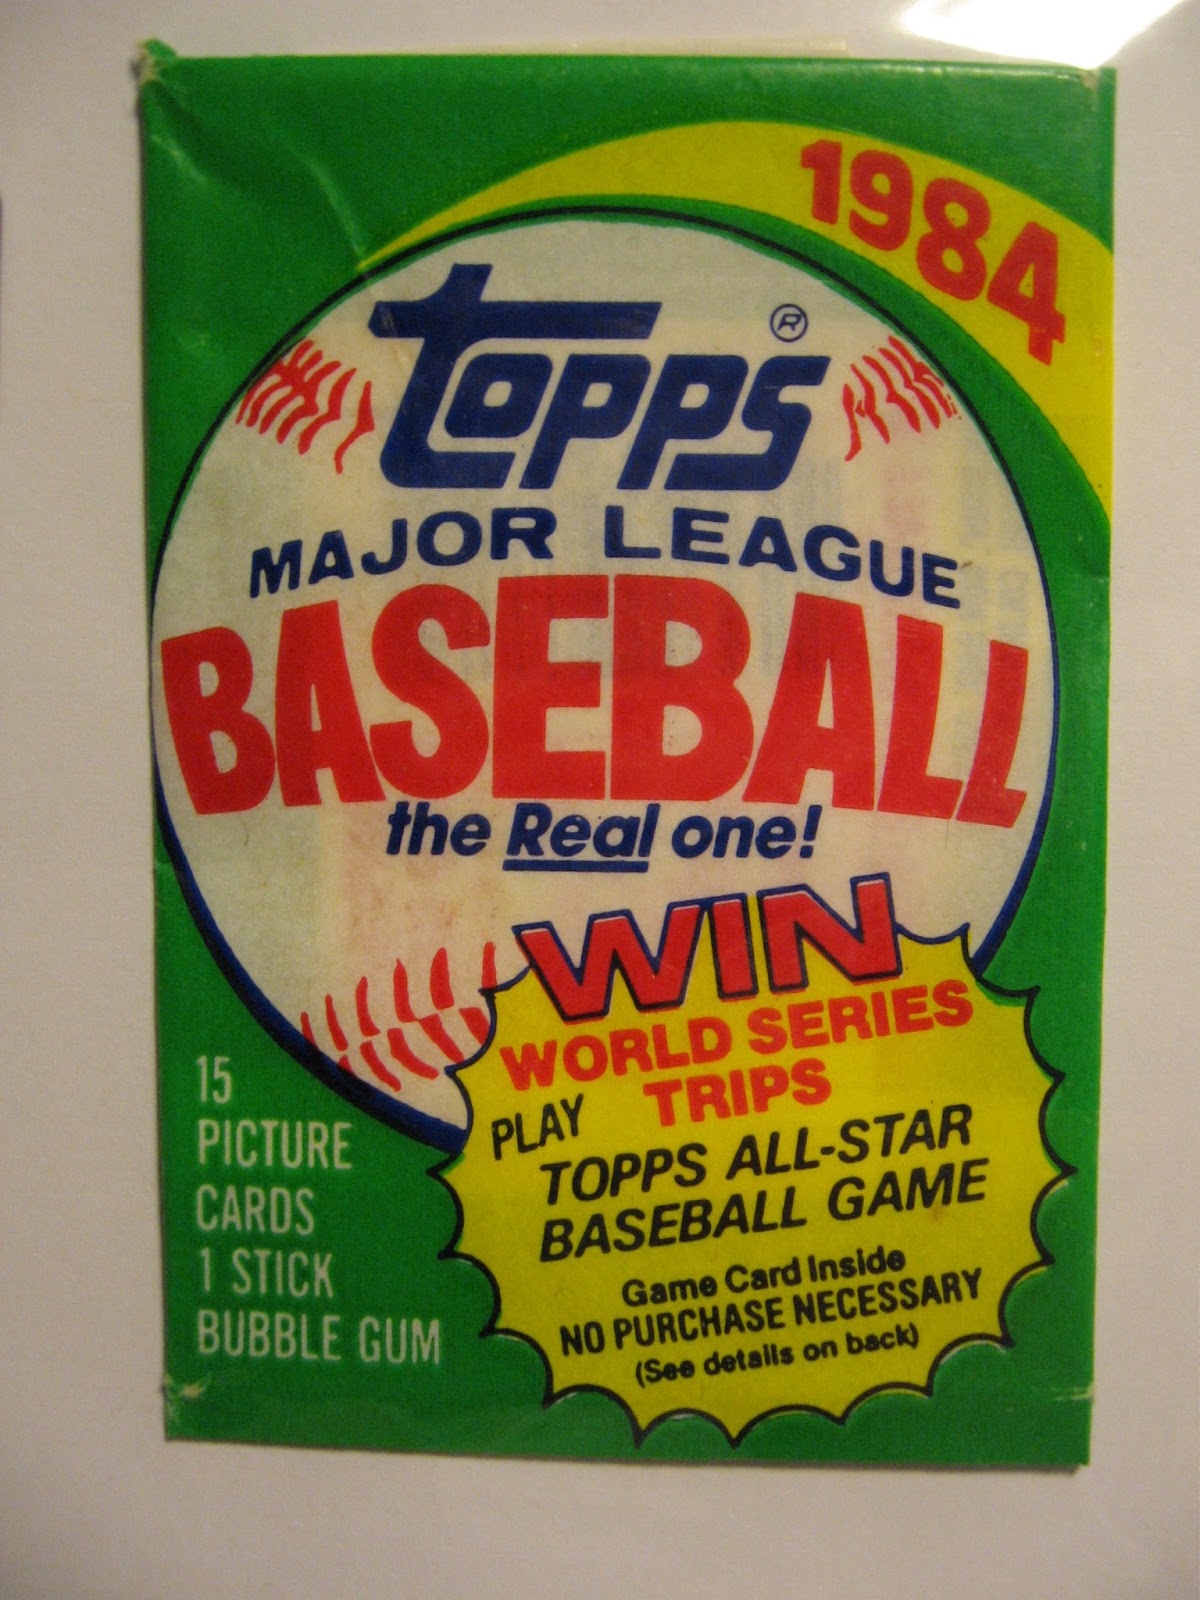 1984
topps®
MAJOR LEAGUE
BASEBALL
the Real one!
WIN
WORLD SERIES
TRIPS
PLAY
TOPPS ALL-STAR
BASEBALL GAME
Game Card Inside
NO PURCHASE NECESSARY
(See details on back)
15
PICTURE
CARDS
1 STICK
BUBBLE GUM